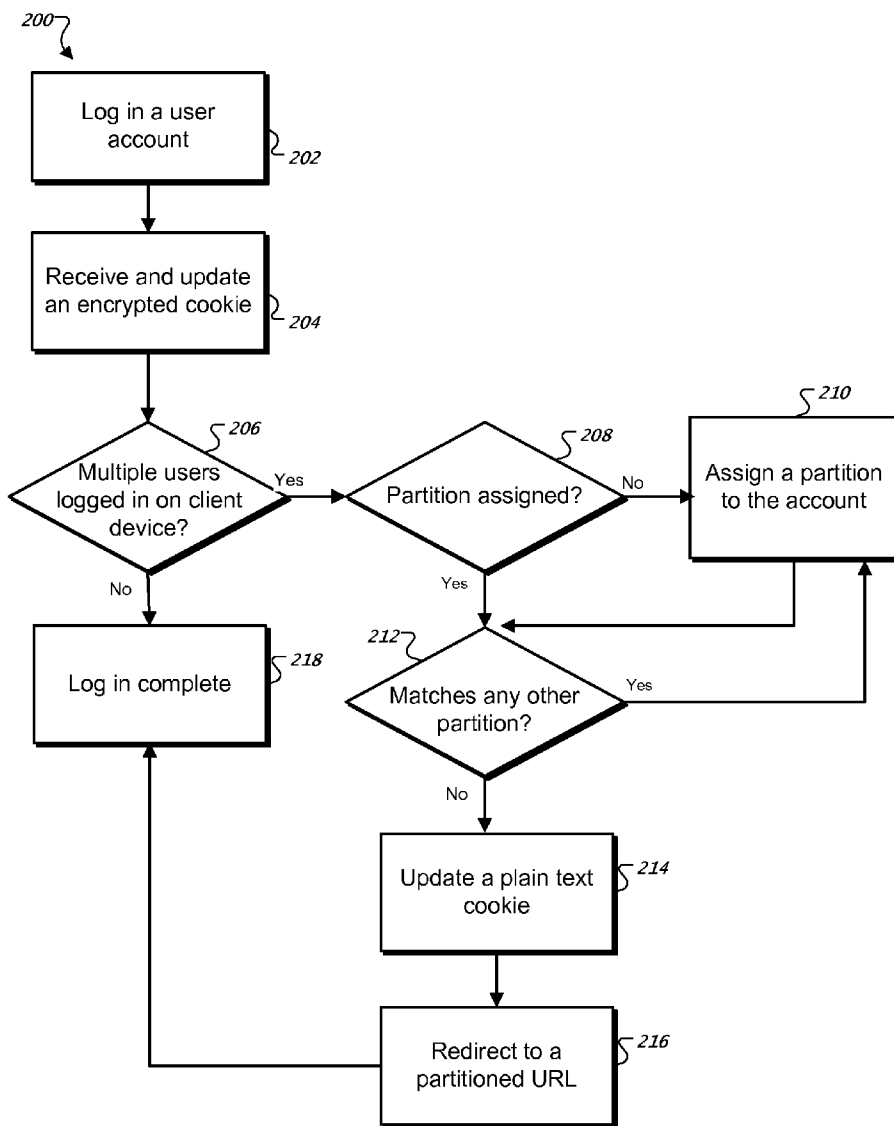 200
Log in a user
account
202
Receive and update
an encrypted cookie
204
206
Multiple users
logged in on client
device?
Yes
No
208
Partition assigned?
No
Yes
210
Assign a partition
to the account
212
Matches any other
partition?
Yes
No
218
Log in complete
Update a plain text
cookie
214
Redirect to a
partitioned URL
216